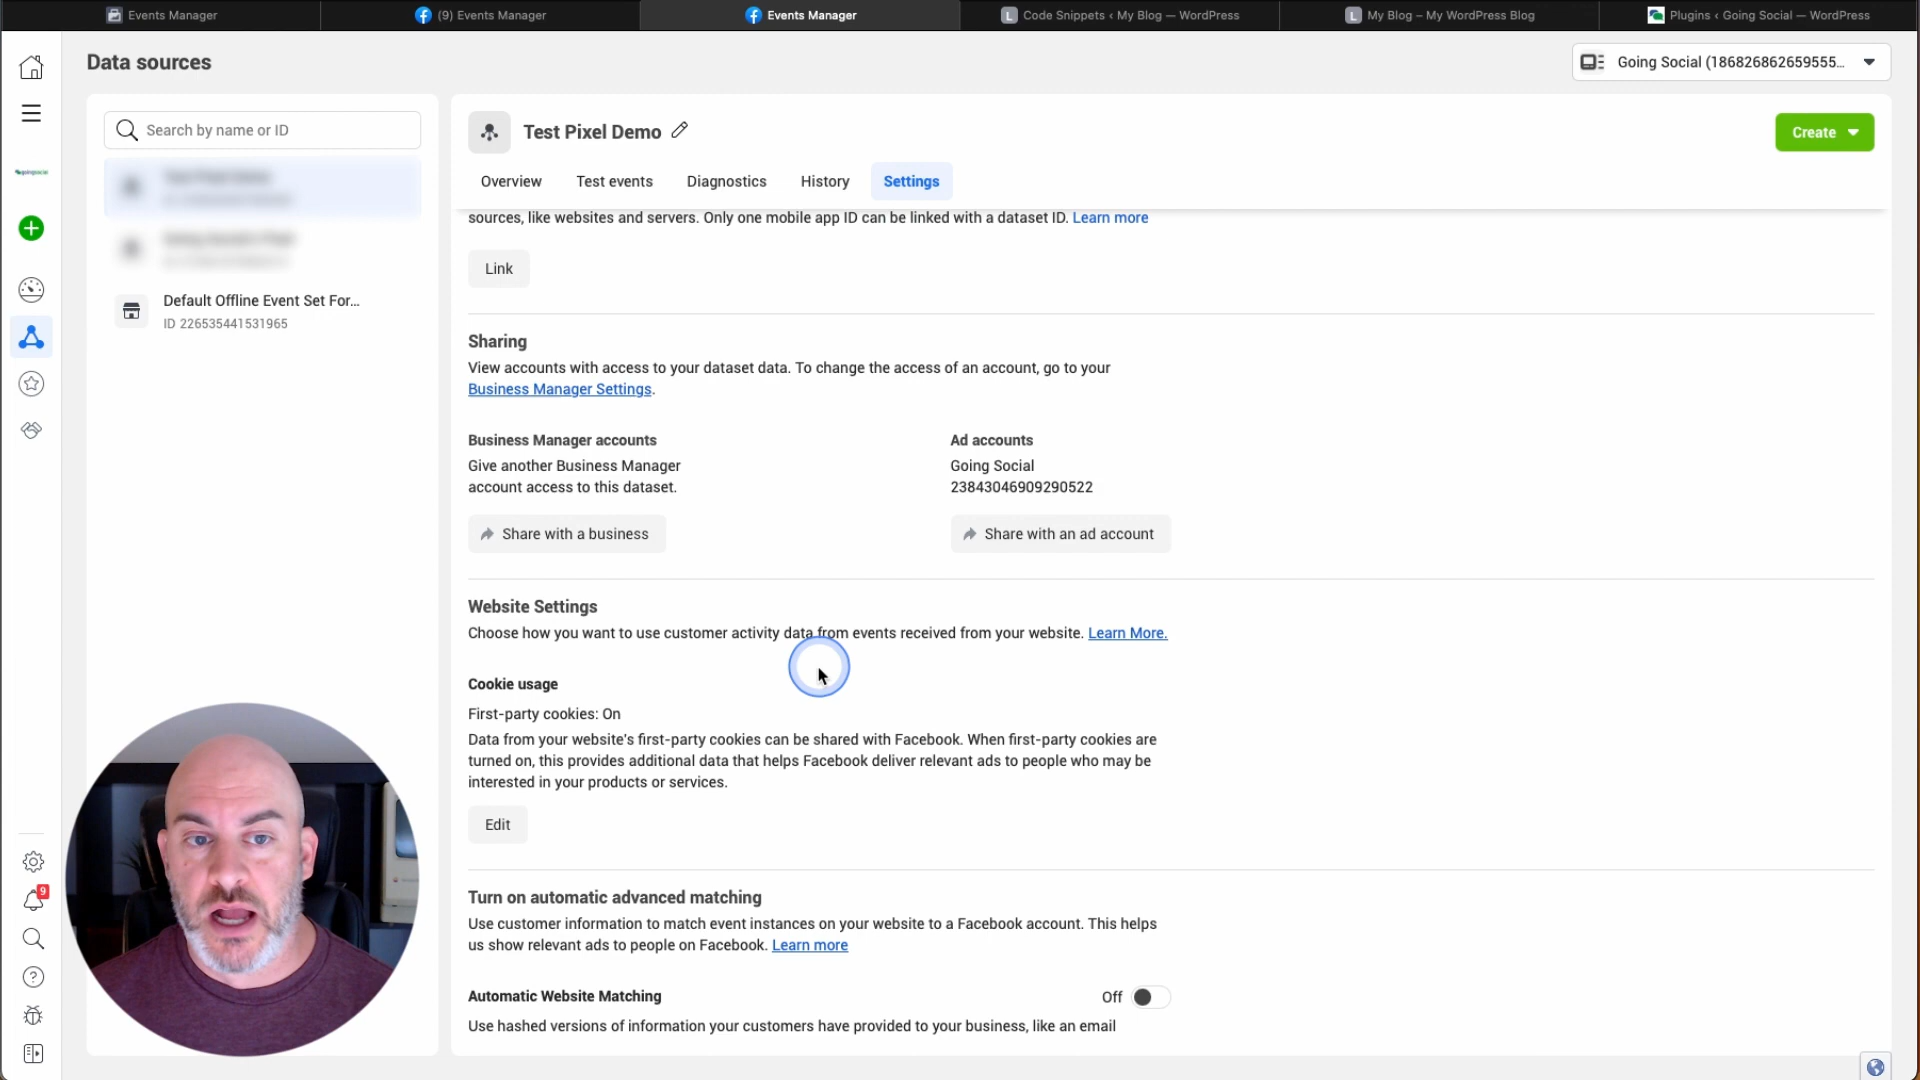 Events Manager
(9) Events Manager
Events Manager
Code Snippets ‹ My Blog — WordPress
My Blog – My WordPress Blog
Plugins ‹ Going Social — WordPress
Data sources
Going Social (186826862659555...
Search by name or ID
Default Offline Event Set For...
ID 226535441531965
9
Test Pixel Demo
Create
Overview
Test events
Diagnostics
History
Settings
sources, like websites and servers. Only one mobile app ID can be linked with a dataset ID. Learn more
Link
Sharing
View accounts with access to your dataset data. To change the access of an account, go to your
Business Manager Settings.
Business Manager accounts
Give another Business Manager
account access to this dataset.
Share with a business
Ad accounts
Going Social
23843046909290522
Share with an ad account
Website Settings
Choose how you want to use customer activity data from events received from your website. Learn More.
Cookie usage
First-party cookies: On
Data from your website's first-party cookies can be shared with Facebook. When first-party cookies are
turned on, this provides additional data that helps Facebook deliver relevant ads to people who may be
interested in your products or services.
Edit
Turn on automatic advanced matching
Use customer information to match event instances on your website to a Facebook account. This helps
us show relevant ads to people on Facebook. Learn more
Automatic Website Matching
Off
Use hashed versions of information your customers have provided to your business, like an email